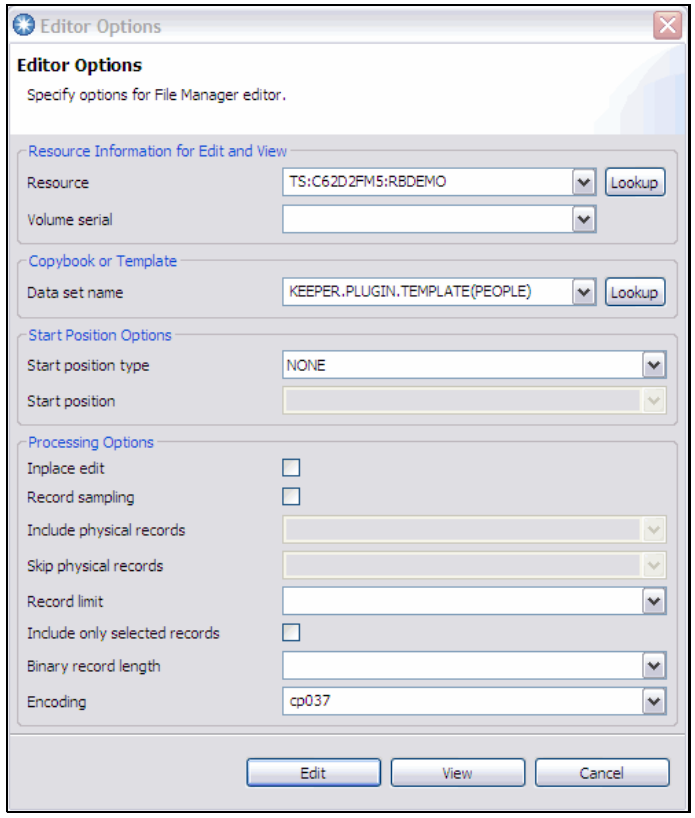 Editor Options
Editor Options
Specify options for File Manager editor.
Resource Information for Edit and View
Resource TS:C62D2FM5:RBDEMO Lookup
Volume serial
Copybook or Template
Data set name KEEPER.PLUGIN.TEMPLATE(PEOPLE) Lookup
Start Position Options
Start position type NONE
Start position
Processing Options
Inplace edit
Record sampling
Include physical records
Skip physical records
Record limit
Include only selected records
Binary record length
Encoding cp037
Edit View Cancel